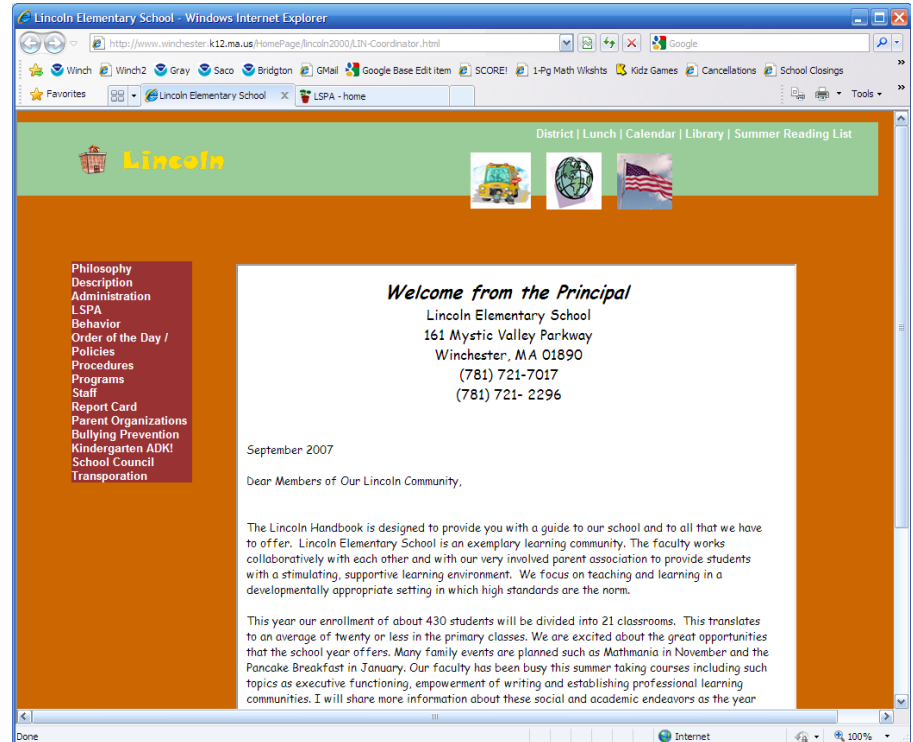 Lincoln Elementary School - Windows Internet Explorer
http://www.winchester.k12.ma.us/HomePage/lincoln2000/LIN-Coordinator.html
Google
Winch Winch2 Gray Saco Bridgton GMail Google Base Edit item SCORE! 1-Pg Math Wkshts Kidz Games Cancellations School Closings »
Favorites Lincoln Elementary School X LSPA - home Tools »
District | Lunch | Calendar | Library | Summer Reading List
Lincoln
Philosophy
Description
Administration
LSPA
Behavior
Order of the Day /
Policies
Procedures
Programs
Staff
Report Card
Parent Organizations
Bullying Prevention
Kindergarten ADK!
School Council
Transporation
Welcome from the Principal
Lincoln Elementary School
161 Mystic Valley Parkway
Winchester, MA 01890
(781) 721-7017
(781) 721- 2296
September 2007
Dear Members of Our Lincoln Community,
The Lincoln Handbook is designed to provide you with a guide to our school and to all that we have
to offer. Lincoln Elementary School is an exemplary learning community. The faculty works
collaboratively with each other and with our very involved parent association to provide students
with a stimulating, supportive learning environment. We focus on teaching and learning in a
developmentally appropriate setting in which high standards are the norm.
This year our enrollment of about 430 students will be divided into 21 classrooms. This translates
to an average of twenty or less in the primary classes. We are excited about the great opportunities
that the school year offers. Many family events are planned such as Mathmania in November and the
Pancake Breakfast in January. Our faculty has been busy this summer taking courses including such
topics as executive functioning, empowerment of writing and establishing professional learning
communities. I will share more information about these social and academic endeavors as the year
Done Internet 100%